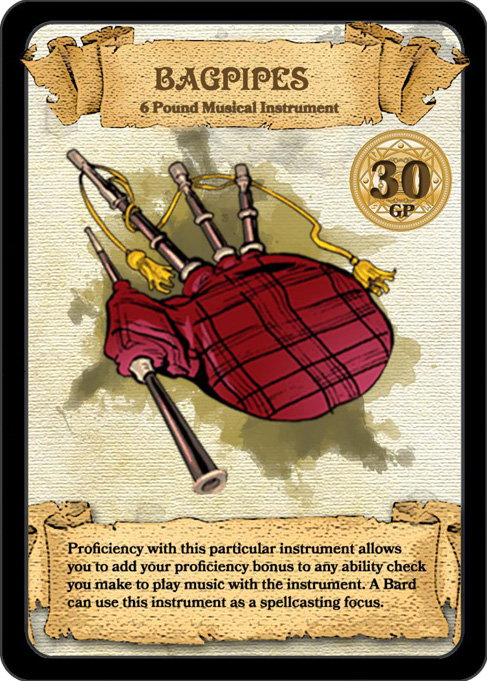 BAGPIPES
6 Pound Musical Instrument
30
GP
Proficiency with this particular instrument allows
you to add your proficiency bonus to any ability check
you make to play music with the instrument. A Bard
can use this instrument as a spellcasting focus.